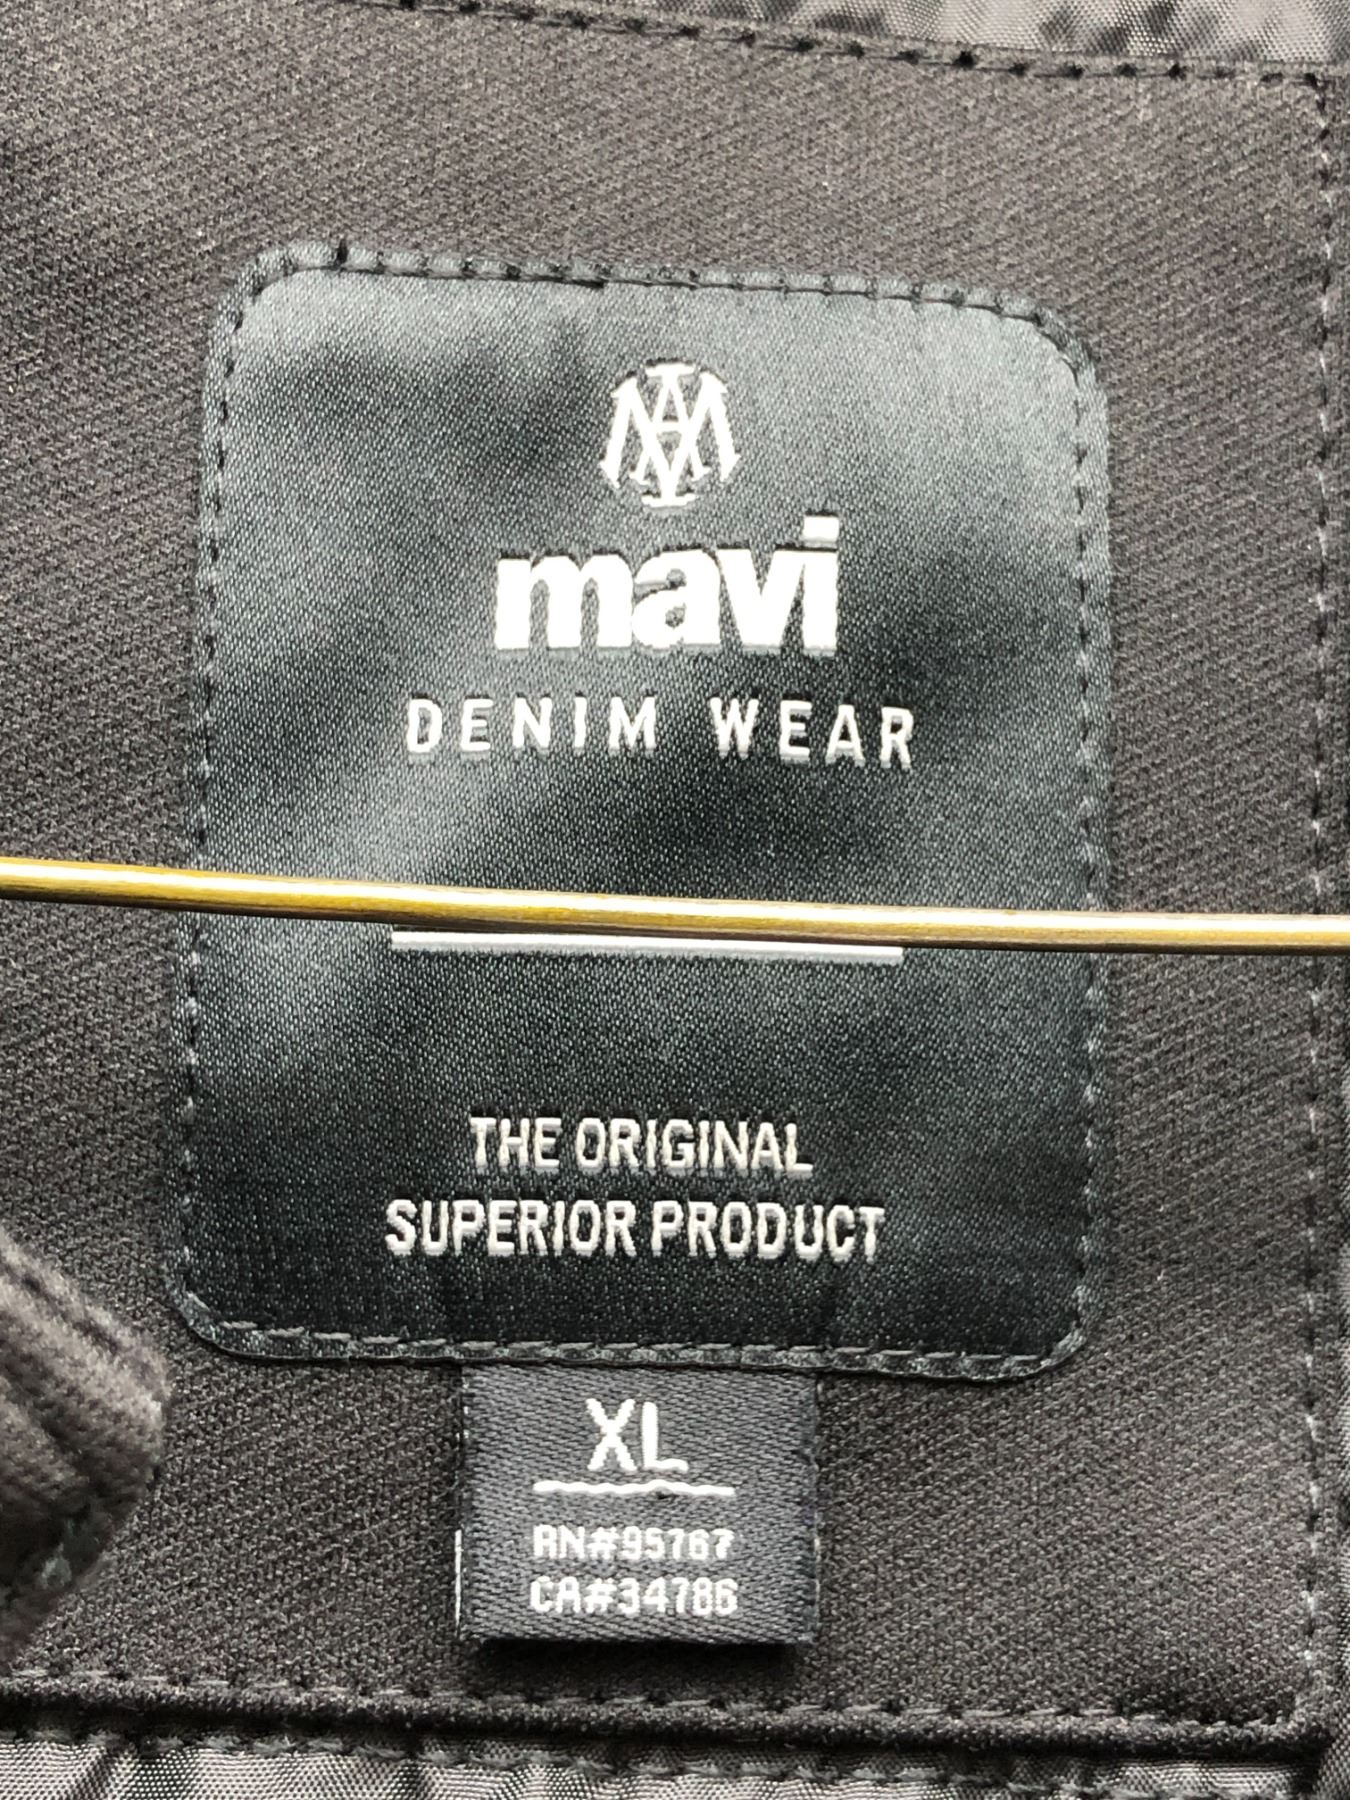 mavi
DENIM WEAR
THE ORIGINAL
SUPERIOR PRODUCT
XL
RN#95767
CA#34786